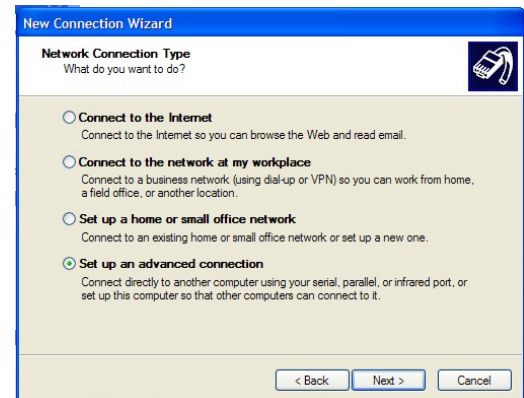 New Connection Wizard
Network Connection Type
What do you want to do?
Connect to the Internet
Connect to the Internet so you can browse the Web and read email.
Connect to the network at my workplace
Connect to a business network (using dial-up or VPN) so you can work from home,
a field office, or another location.
Set up a home or small office network
Connect to an existing home or small office network or set up a new one.
Set up an advanced connection
Connect directly to another computer using your serial, parallel, or infrared port, or
set up this computer so that other computers can connect to it.
< Back Next > Cancel